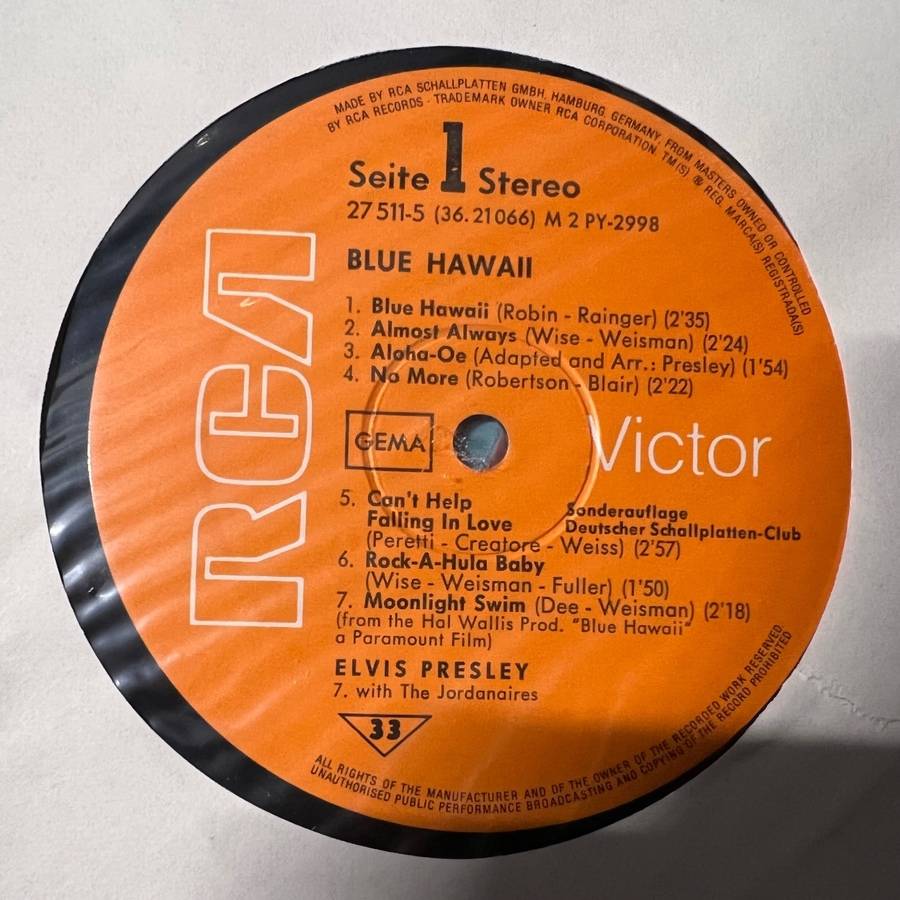 MADE BY RCA SCHALLPLATTEN GMBH, HAMBURG, GERMANY, FROM MASTERS OWNED OR CONTROLLED
BY RCA RECORDS · TRADEMARK OWNER RCA CORPORATION. TM(S) ® REG. MARCA(S) REGISTRADA(S)
Seite 1 Stereo
27 511-5 (36.21066) M 2 PY-2998
BLUE HAWAII
1. Blue Hawaii (Robin - Rainger) (2'35)
2. Almost Always (Wise - Weisman) (2'24)
3. Aloha-Oe (Adapted and Arr.: Presley) (1'54)
4. No More (Robertson - Blair) (2'22)
RCA
GEMA
Victor
5. Can't Help
Falling In Love
(Peretti - Creatore - Weiss) (2'57)
Sonderauflage
Deutscher Schallplatten-Club
6. Rock-A-Hula Baby
(Wise - Weisman - Fuller) (1'50)
7. Moonlight Swim (Dee - Weisman) (2'18)
(from the Hal Wallis Prod. "Blue Hawaii"
a Paramount Film)
ELVIS PRESLEY
7. with The Jordanaires
33
ALL RIGHTS OF THE MANUFACTURER AND OF THE OWNER OF THE RECORDED WORK RESERVED.
UNAUTHORISED PUBLIC PERFORMANCE BROADCASTING AND COPYING OF THE RECORD PROHIBITED